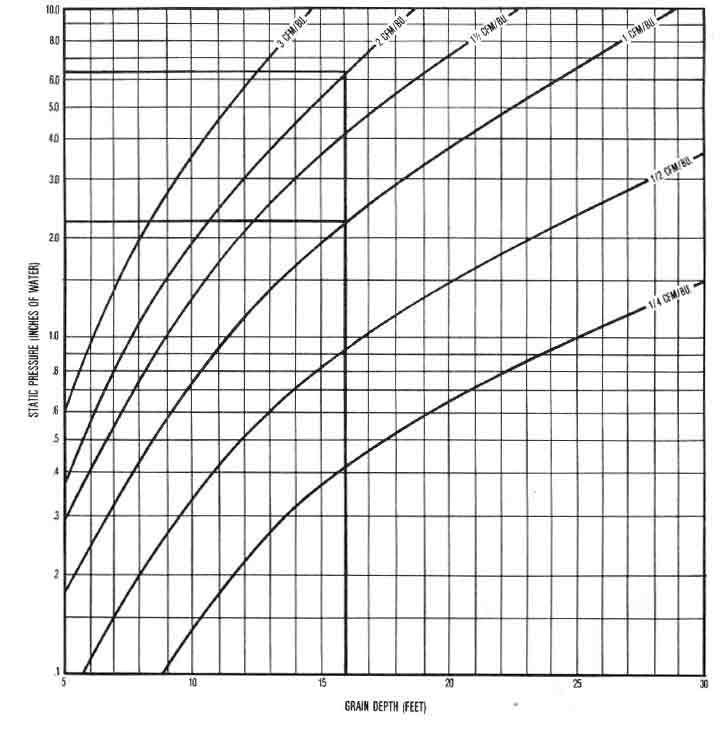 10.0
8.0
6.0
5.0
4.0
3.0
2.0
1.0
.8
.6
.5
.4
.3
.2
.1
STATIC PRESSURE (INCHES OF WATER)
3 CFM/BU.
2 CFM/BU.
1½ CFM/BU.
1 CFM/BU.
1/2 CFM/BU.
1/4 CFM/BU.
5
10
15
20
25
30
GRAIN DEPTH (FEET)